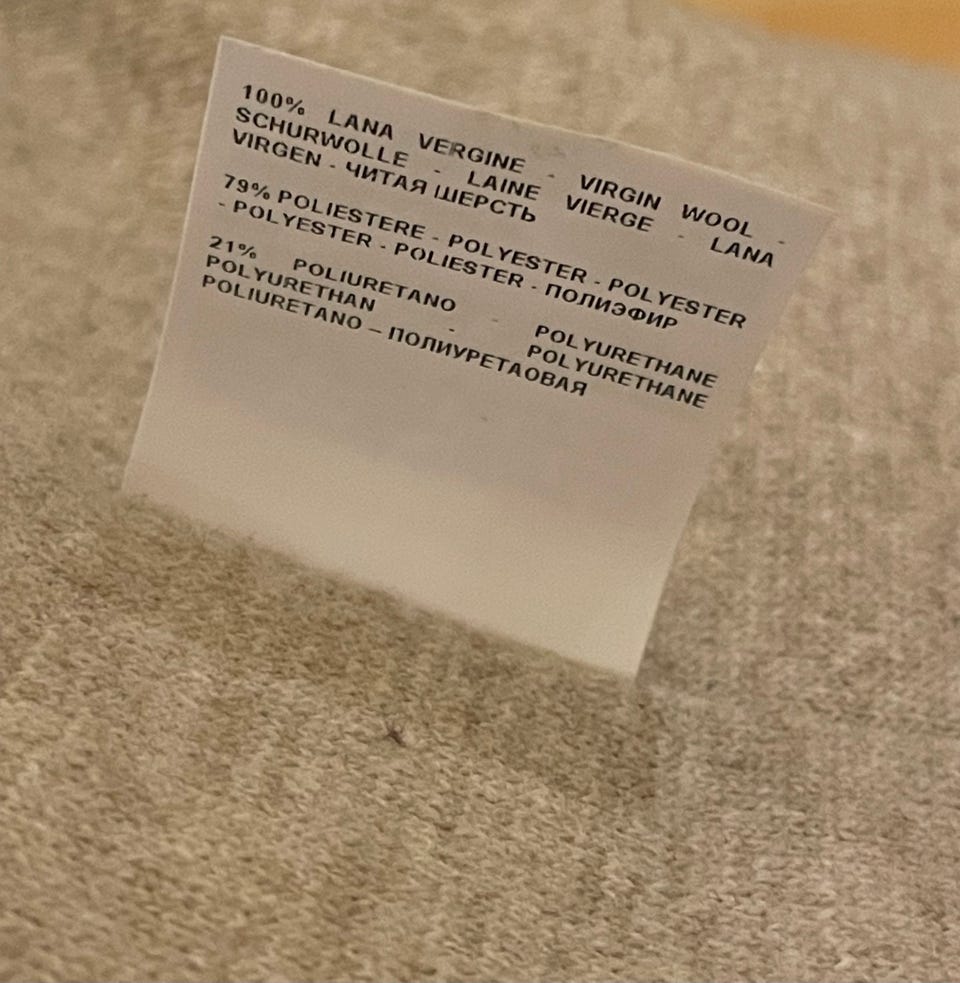 100% LANA VERGINE - VIRGIN WOOL -
SCHURWOLLE - LAINE VIERGE - LANA
VIRGEN - ЧИТАЯ ШЕРСТЬ
79% POLIESTERE - POLYESTER - POLYESTER
- POLYESTER - POLIESTER - ПОЛИЭФИР
21% POLIURETANO - POLYURETHANE
POLYURETHAN - POLYURETHANE
POLIURETANO – ПОЛИУРЕТАОВАЯ